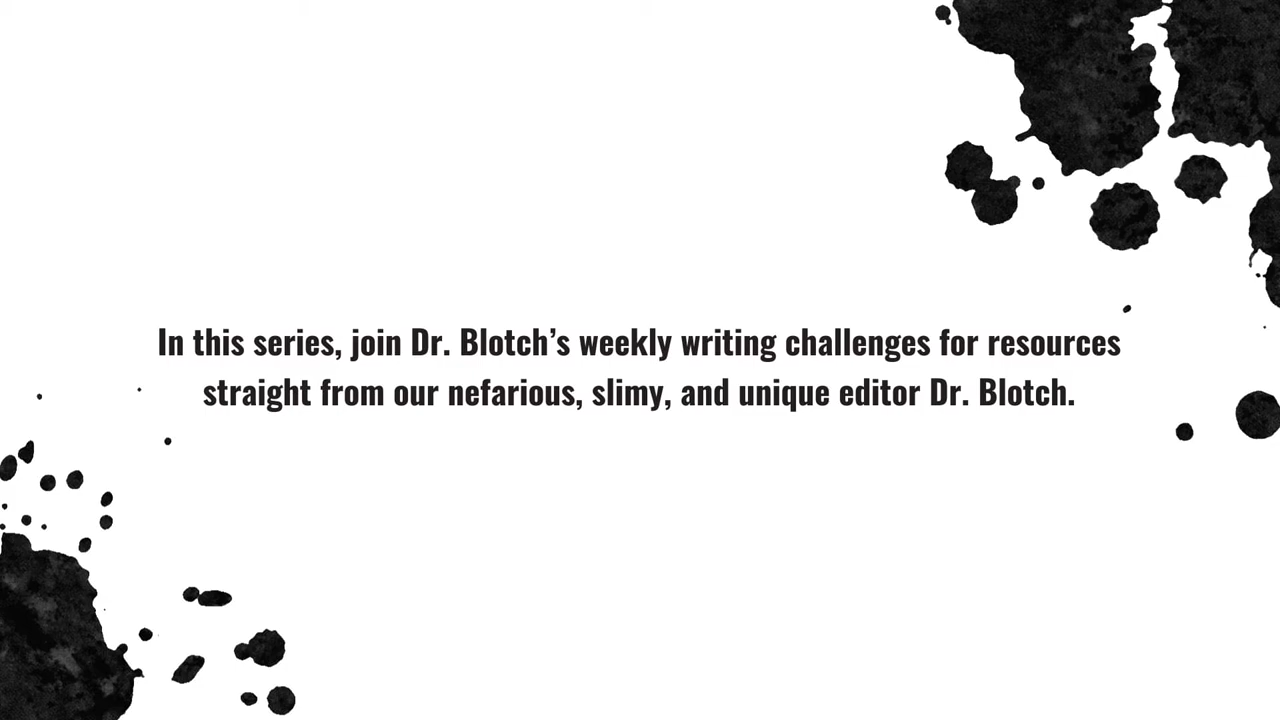 In this series, join Dr. Blotch’s weekly writing challenges for resources
straight from our nefarious, slimy, and unique editor Dr. Blotch.